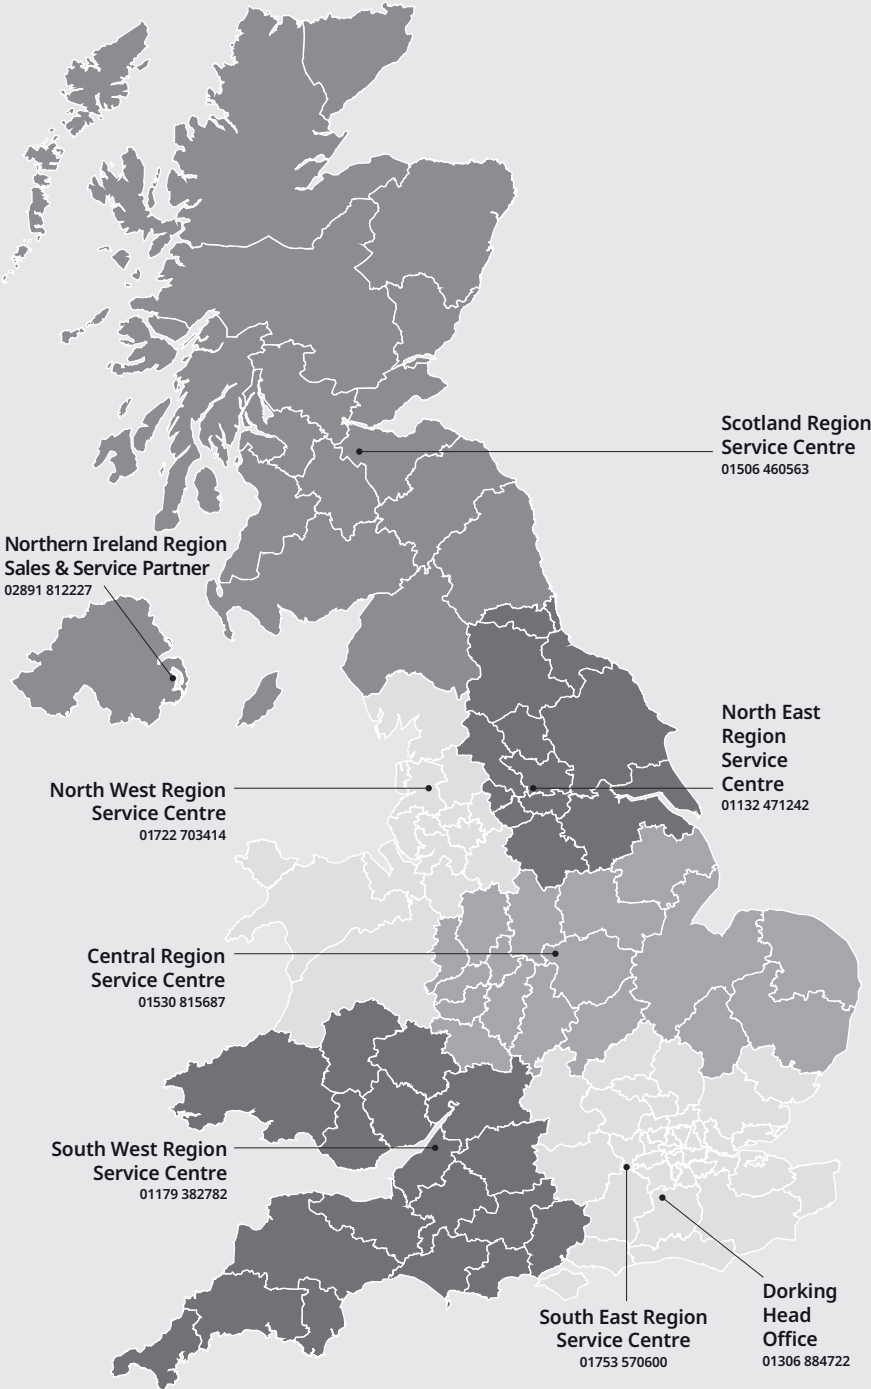 Scotland Region
Service Centre
01506 460563
Northern Ireland Region
Sales & Service Partner
02891 812227
North East
Region
Service
Centre
01132 471242
North West Region
Service Centre
01722 703414
Central Region
Service Centre
01530 815687
South West Region
Service Centre
01179 382782
South East Region
Service Centre
01753 570600
Dorking
Head
Office
01306 884722